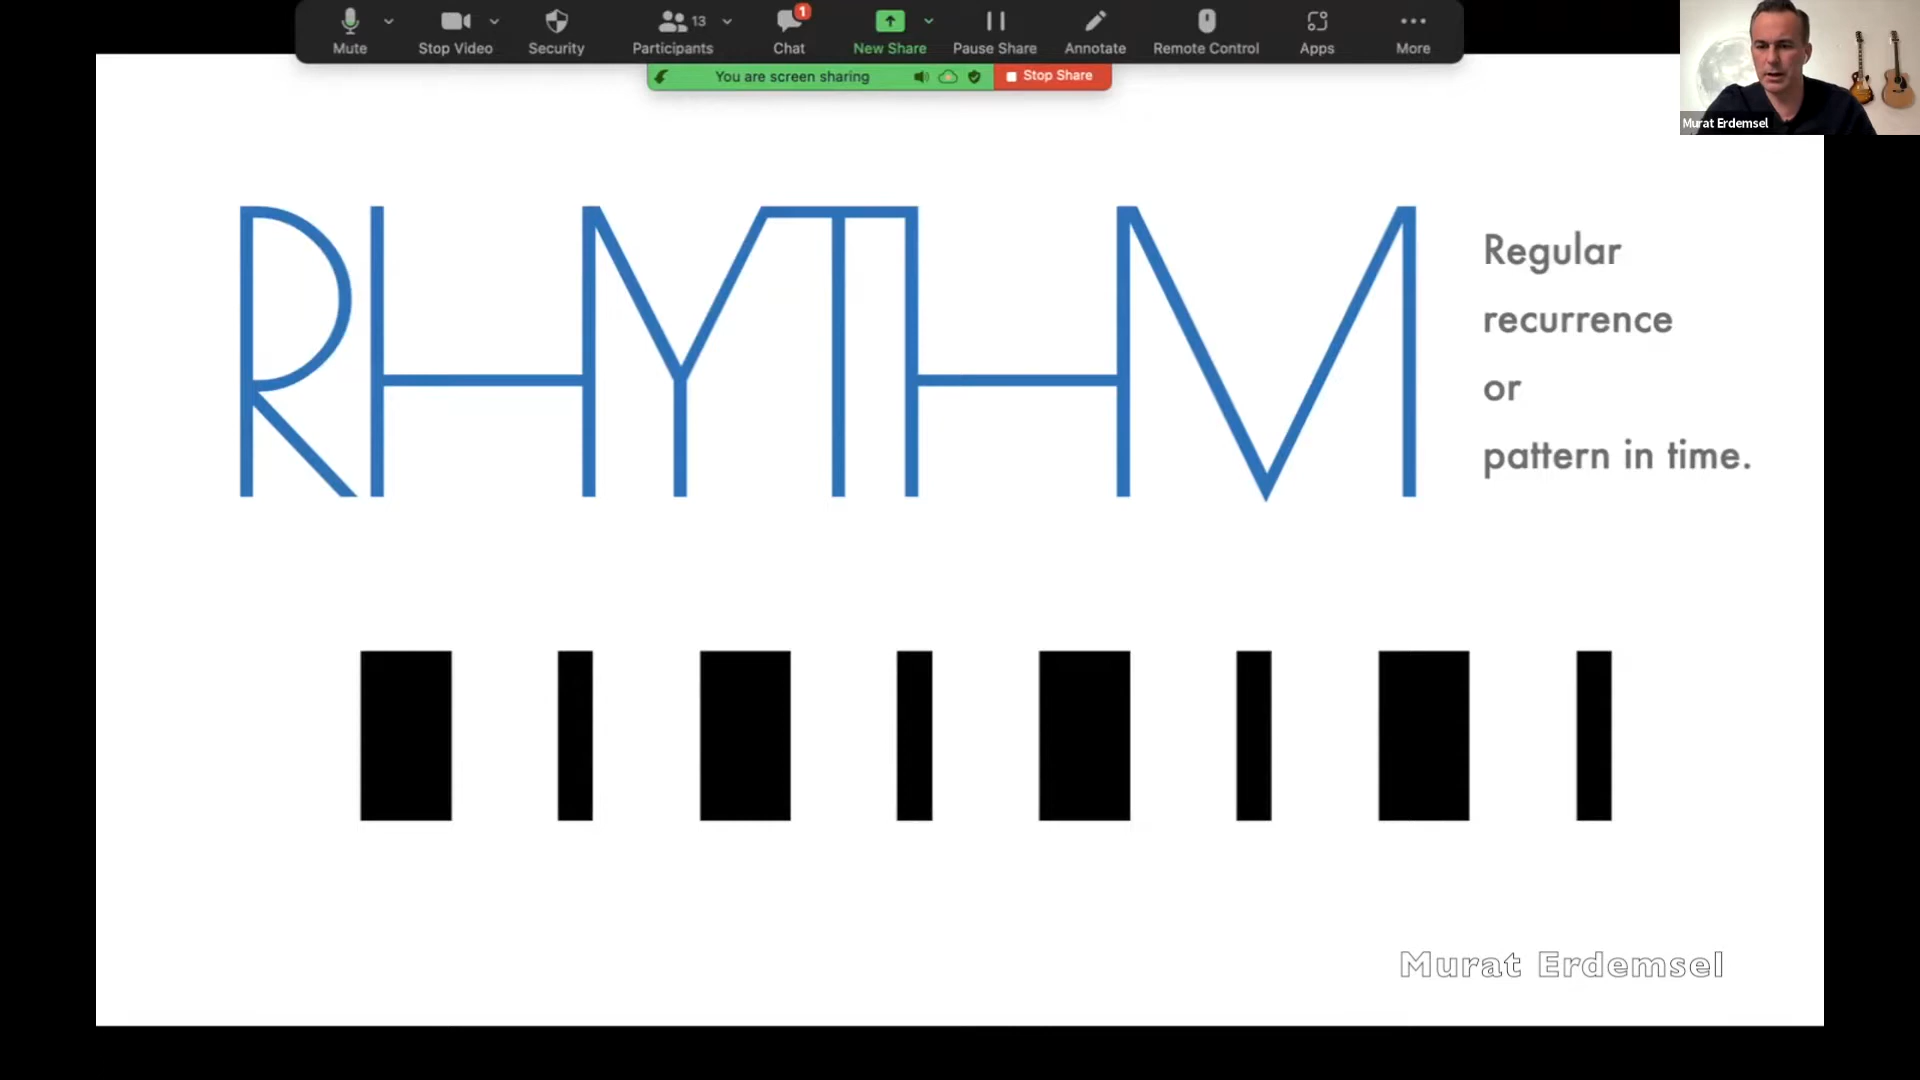 Mute
Stop Video
Security
13
Participants
1
Chat
New Share
Pause Share
Annotate
Remote Control
Apps
More
You are screen sharing
Stop Share
Murat Erdemsel
RHYTHM
Regular
recurrence
or
pattern in time.
Murat Erdemsel